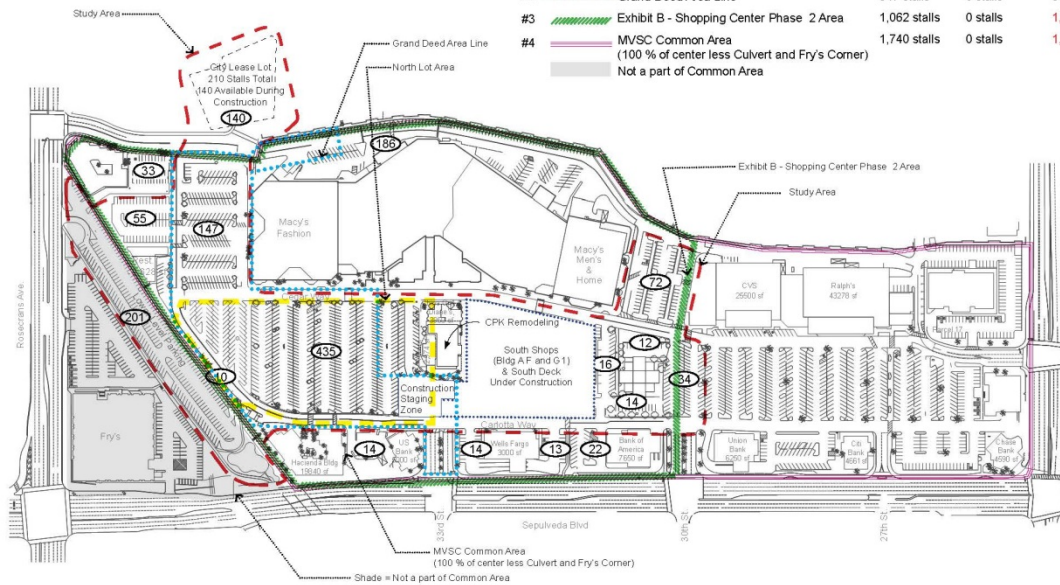 #3 Exhibit B - Shopping Center Phase 2 Area 1,062 stalls 0 stalls
#4 MVSC Common Area 1,740 stalls 0 stalls
(100 % of center less Culvert and Fry's Corner)
Not a part of Common Area
Study Area
Grand Deed Area Line
North Lot Area
City Lease Lot
210 Stalls Total
140 Available During
Construction
140
186
Exhibit B - Shopping Center Phase 2 Area
Study Area
33
55
147
Macy's
Fashion
Macy's
Men's
& Home
72
CVS
25500 sf
Ralph's
43278 sf
Rosecrans Ave.
201
10
435
CPK Remodeling
South Shops
(Bldg A F and G1)
& South Deck
Under Construction
Construction
Staging
Zone
16
12
14
34
Fry's
Carlotta Way
Hacienda Bldg
19840 sf
14
US
Bank
14
Wells Fargo
3000 sf
13
22
Bank of
America
7650 sf
Union
Bank
6250 sf
Citi
Bank
4661 sf
Chase
Bank
4690 sf
33rd St.
Sepulveda Blvd
30th St.
27th St.
MVSC Common Area
(100 % of center less Culvert and Fry's Corner)
Shade = Not a part of Common Area